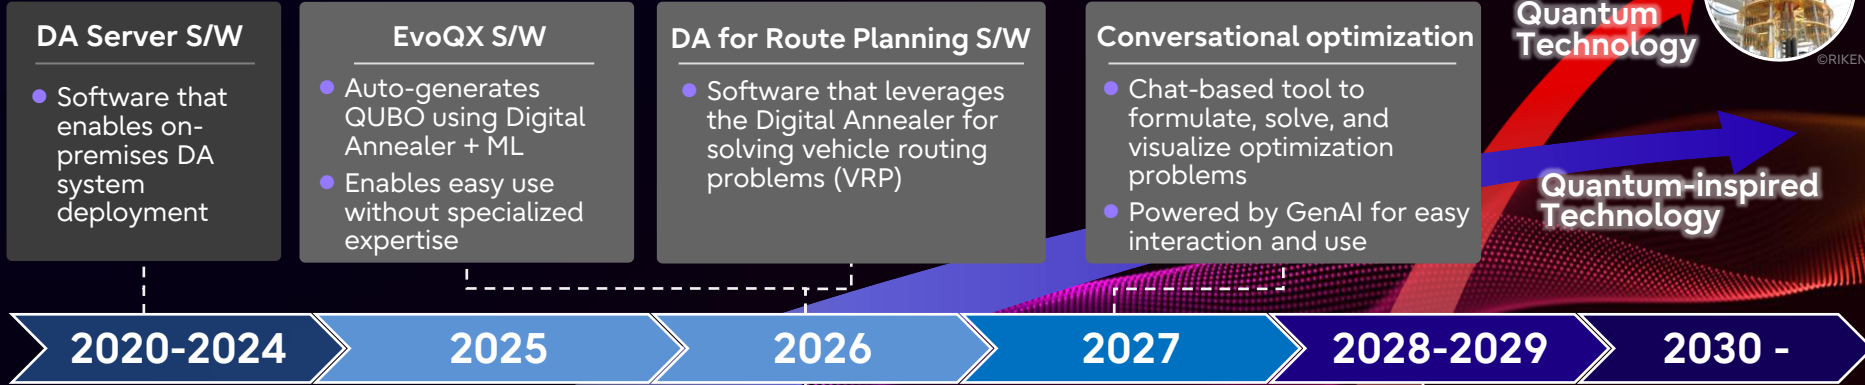 DA Server S/W
Software that
enables on-
premises DA
system
deployment
EvoQX S/W
Auto-generates
QUBO using Digital
Annealer + ML
Enables easy use
without specialized
expertise
DA for Route Planning S/W
Software that leverages
the Digital Annealer for
solving vehicle routing
problems (VRP)
Conversational optimization
Chat-based tool to
formulate, solve, and
visualize optimization
problems
Powered by GenAI for easy
interaction and use
Quantum
Technology
©RIKEN
Quantum-inspired
Technology
2020-2024
2025
2026
2027
2028-2029
2030 -